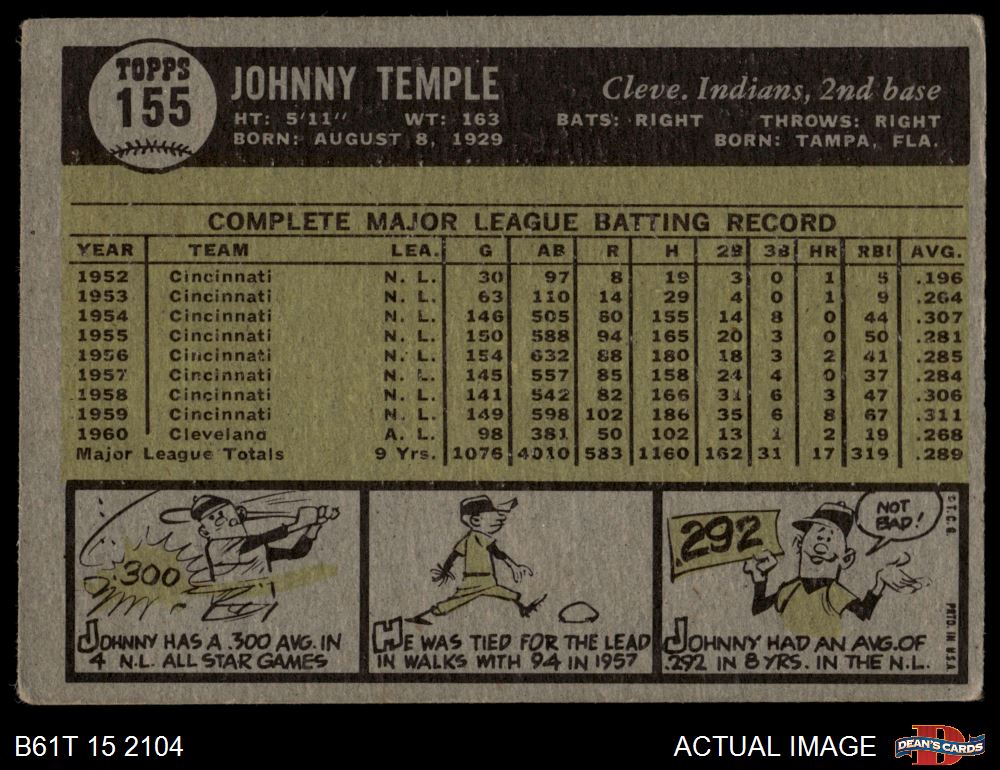 TOPPS
155
JOHNNY TEMPLE
Cleve. Indians, 2nd base
HT: 5'11" WT: 163
BATS: RIGHT THROWS: RIGHT
BORN: AUGUST 8, 1929
BORN: TAMPA, FLA.
COMPLETE MAJOR LEAGUE BATTING RECORD
YEAR TEAM LEA. G AB R H 2B 3B HR RBI AVG.
1952 Cincinnati N. L. 30 97 8 19 3 0 1 5 .196
1953 Cincinnati N. L. 63 110 14 29 4 0 1 9 .264
1954 Cincinnati N. L. 146 505 60 155 14 8 0 44 .307
1955 Cincinnati N. L. 150 588 94 165 20 3 0 50 .281
1956 Cincinnati N. L. 154 632 88 180 18 3 2 41 .285
1957 Cincinnati N. L. 145 557 85 158 24 4 0 37 .284
1958 Cincinnati N. L. 141 542 82 166 31 6 3 47 .306
1959 Cincinnati N. L. 149 598 102 186 35 6 8 67 .311
1960 Cleveland A. L. 98 381 50 102 13 1 2 19 .268
Major League Totals 9 Yrs. 1076 4010 583 1160 162 31 17 319 .289
300
JOHNNY HAS A .300 AVG. IN
4 N.L. ALL STAR GAMES
HE WAS TIED FOR THE LEAD
IN WALKS WITH 94 IN 1957
292
NOT
BAD!
JOHNNY HAD AN AVG. OF
.292 IN 8 YRS. IN THE N.L.
© T. C. G.
PRTD. IN U.S.A.
B61T 15 2104
ACTUAL IMAGE
DEAN'S CARDS